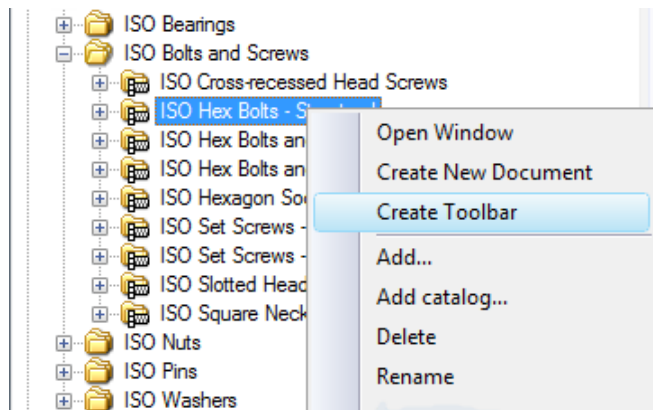 ISO Bearings
ISO Bolts and Screws
ISO Cross-recessed Head Screws
ISO Hex Bolts -
ISO Hex Bolts an
ISO Hex Bolts an
ISO Hexagon So
ISO Set Screws -
ISO Set Screws -
ISO Slotted Head
ISO Square Neck
ISO Nuts
ISO Pins
ISO Washers
Open Window
Create New Document
Create Toolbar
Add...
Add catalog...
Delete
Rename